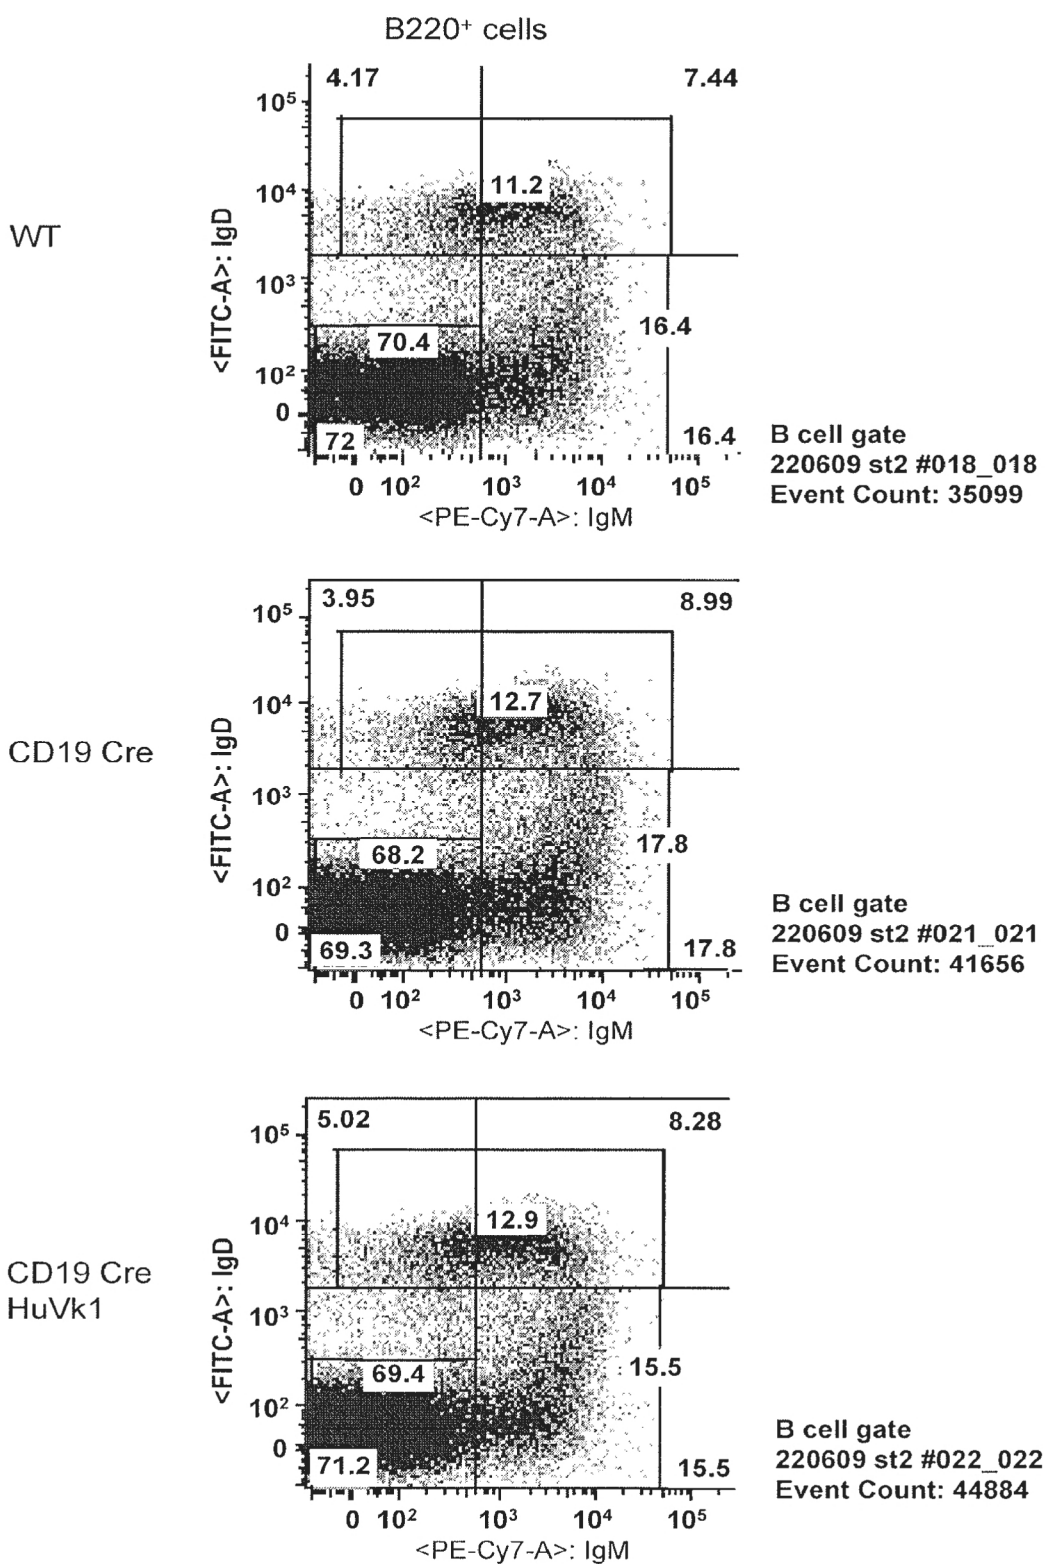 B220⁺ cells
4.17 7.44
10⁵
10⁴
11.2
WT
<FITC-A>: IgD
10³
16.4
70.4
10²
0
72
16.4
B cell gate
220609 st2 #018_018
Event Count: 35099
0 10² 10³ 10⁴ 10⁵
<PE-Cy7-A>: IgM
3.95 8.99
10⁵
10⁴
12.7
CD19 Cre
<FITC-A>: IgD
10³
17.8
68.2
10²
0
69.3
17.8
B cell gate
220609 st2 #021_021
Event Count: 41656
0 10² 10³ 10⁴ 10⁵
<PE-Cy7-A>: IgM
5.02 8.28
10⁵
10⁴
12.9
CD19 Cre
HuVk1
<FITC-A>: IgD
10³
15.5
69.4
10²
0
71.2
15.5
B cell gate
220609 st2 #022_022
Event Count: 44884
0 10² 10³ 10⁴ 10⁵
<PE-Cy7-A>: IgM